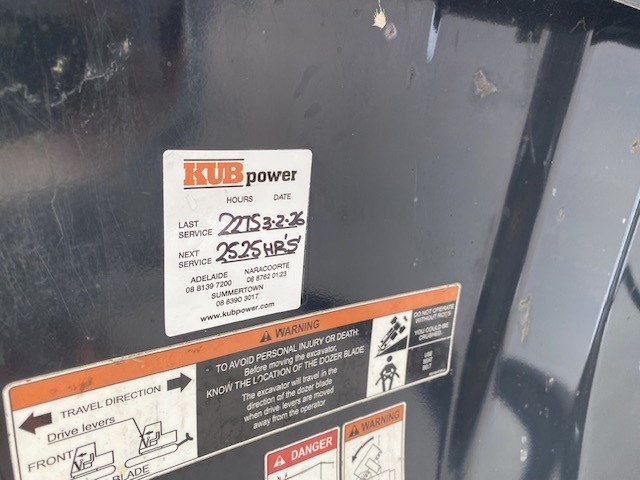 KUB power
HOURS DATE
LAST SERVICE 2275 3-2-26
NEXT SERVICE 2525 HR'S'
ADELAIDE NARACOORTE
08 8139 7200 08 8762 0123
SUMMERTOWN
08 8390 3017
www.kubpower.com
WARNING
TO AVOID PERSONAL INJURY OR DEATH:
Before moving the excavator,
KNOW THE LOCATION OF THE DOZER BLADE
The excavator will travel in the
direction of the dozer blade
when drive levers are moved
away from the operator
TRAVEL DIRECTION
Drive levers
FRONT
BLADE
DO NOT OPERATE
WITHOUT ROPS
YOU COULD BE
CRUSHED.
USE
SEAT
BELT
DANGER
WARNING